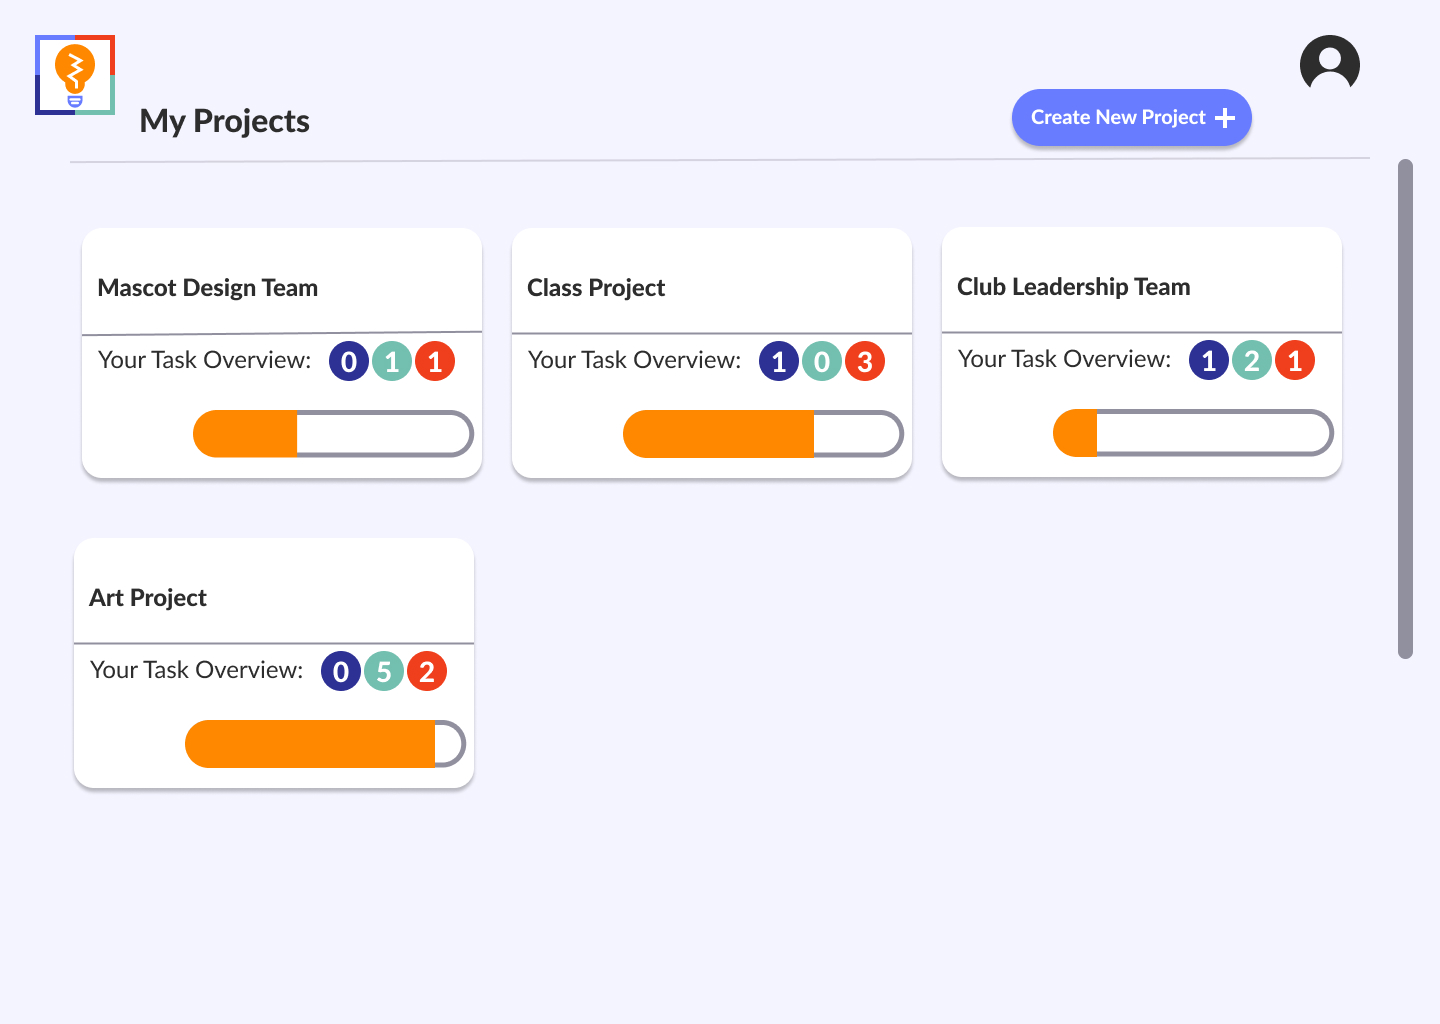 My Projects
Create New Project
Mascot Design Team
Your Task Overview: 0 1 1
Class Project
Your Task Overview: 1 0 3
Club Leadership Team
Your Task Overview: 1 2 1
Art Project
Your Task Overview: 0 5 2